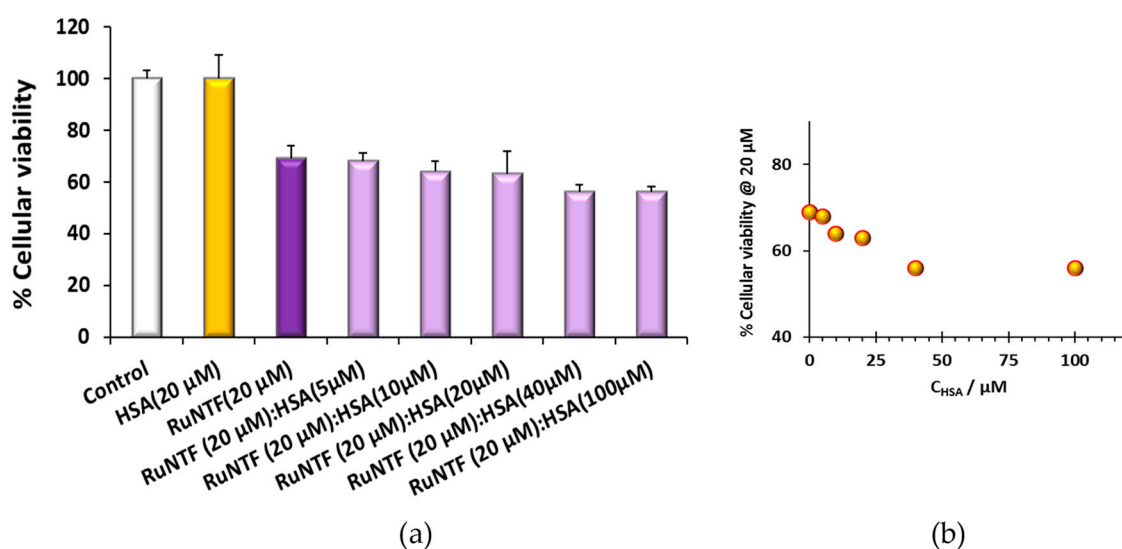 120
100
80
60
40
20
0
% Cellular viability
Control
HSA(20 µM)
RuNTF(20 µM)
RuNTF (20 µM):HSA(5µM)
RuNTF (20 µM):HSA(10µM)
RuNTF (20 µM):HSA(20µM)
RuNTF (20 µM):HSA(40µM)
RuNTF (20 µM):HSA(100µM)
(a)
% Cellular viability @ 20 µM
80
60
40
0 25 50 75 100
CHSA / µM
(b)